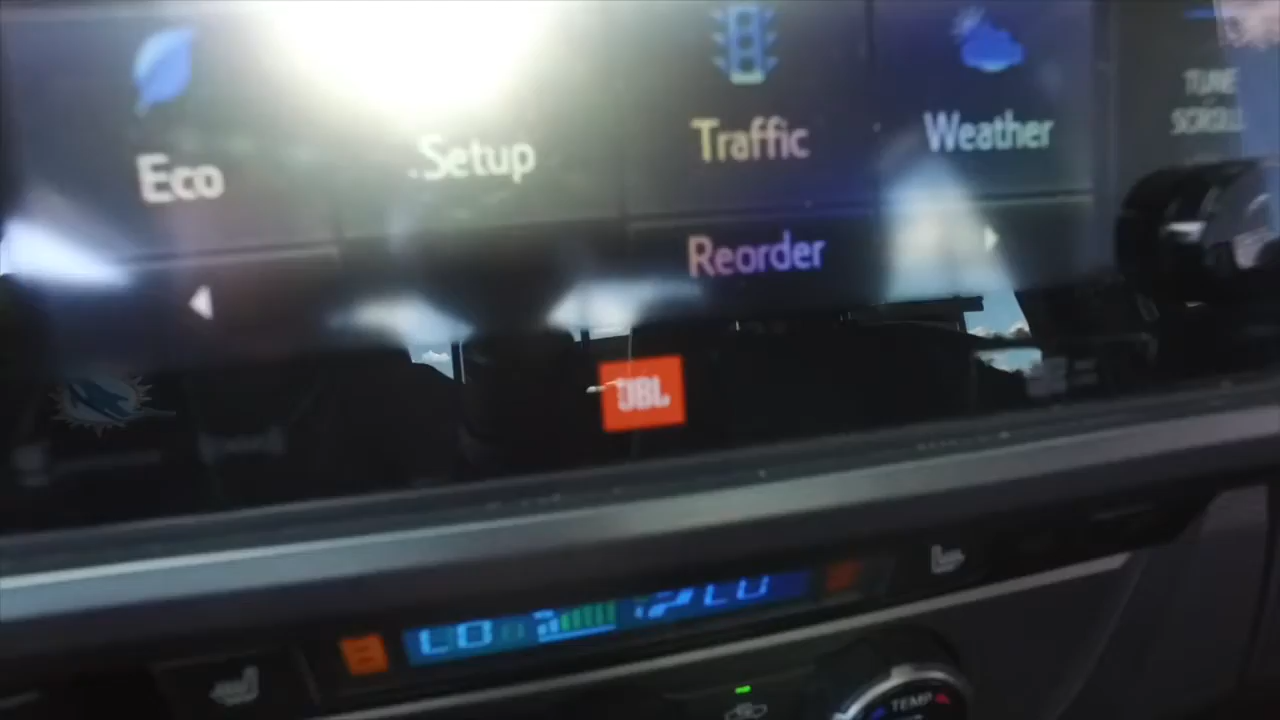 Eco
Setup
Traffic
Weather
TUNE
SCROLL
Reorder
JBL
LO
LO
TEMP